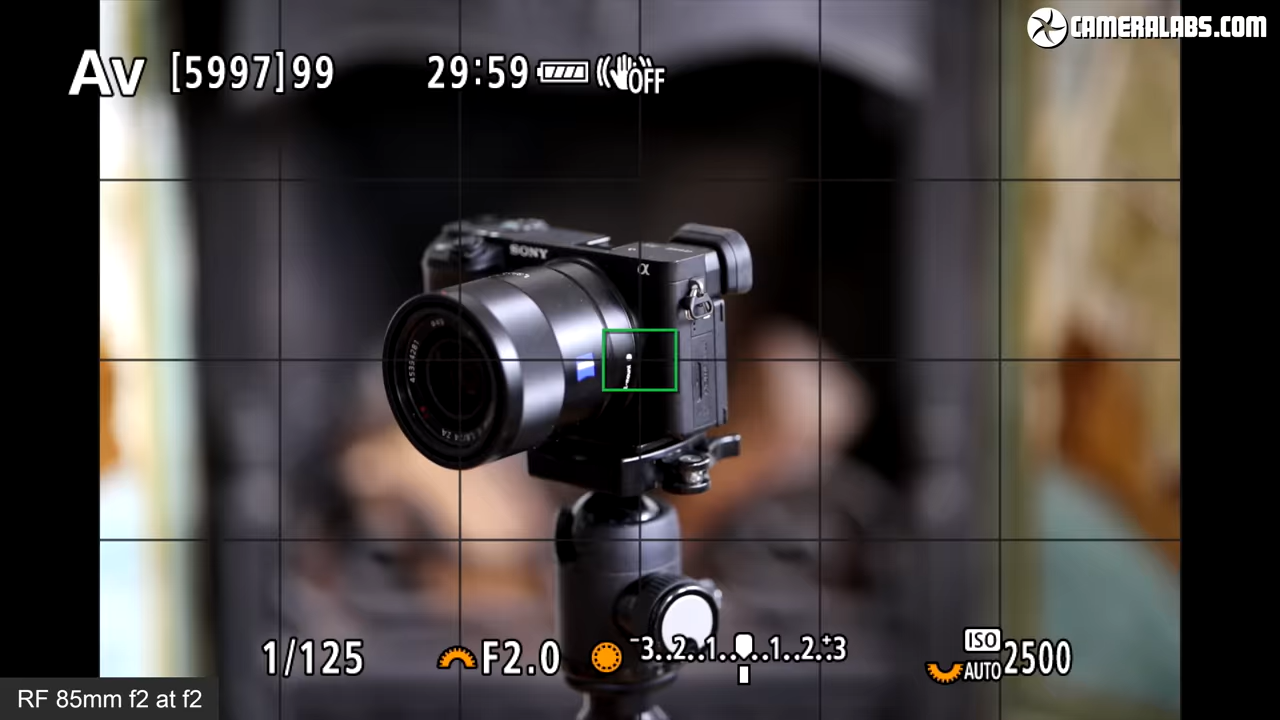 CAMERALABS.COM
Av [5997]99 29:59 OFF
SONY
α
45334281
1/125 F2.0 -3..2..1...1..2.+3 ISO AUTO 2500
RF 85mm f2 at f2